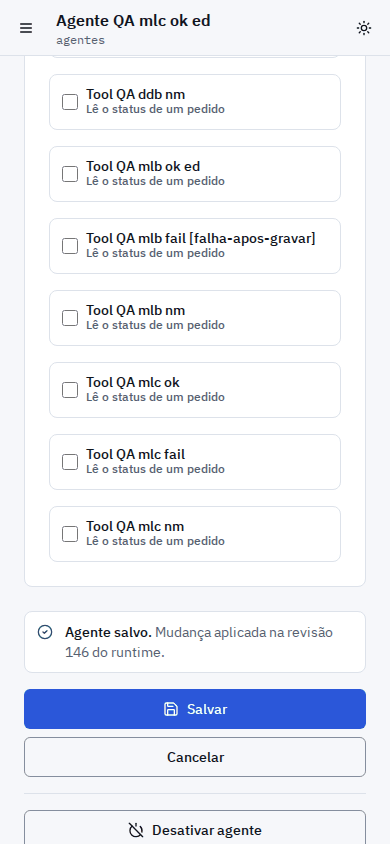 Agente QA mlc ok ed
agentes
Tool QA ddb nm
Lê o status de um pedido
Tool QA mlb ok ed
Lê o status de um pedido
Tool QA mlb fail [falha-apos-gravar]
Lê o status de um pedido
Tool QA mlb nm
Lê o status de um pedido
Tool QA mlc ok
Lê o status de um pedido
Tool QA mlc fail
Lê o status de um pedido
Tool QA mlc nm
Lê o status de um pedido
Agente salvo. Mudança aplicada na revisão
146 do runtime.
Salvar
Cancelar
Desativar agente